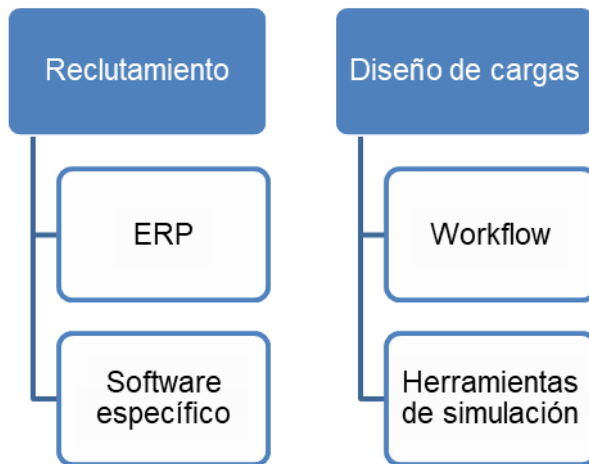 Reclutamiento
ERP
Software
específico
Diseño de cargas
Workflow
Herramientas
de simulación